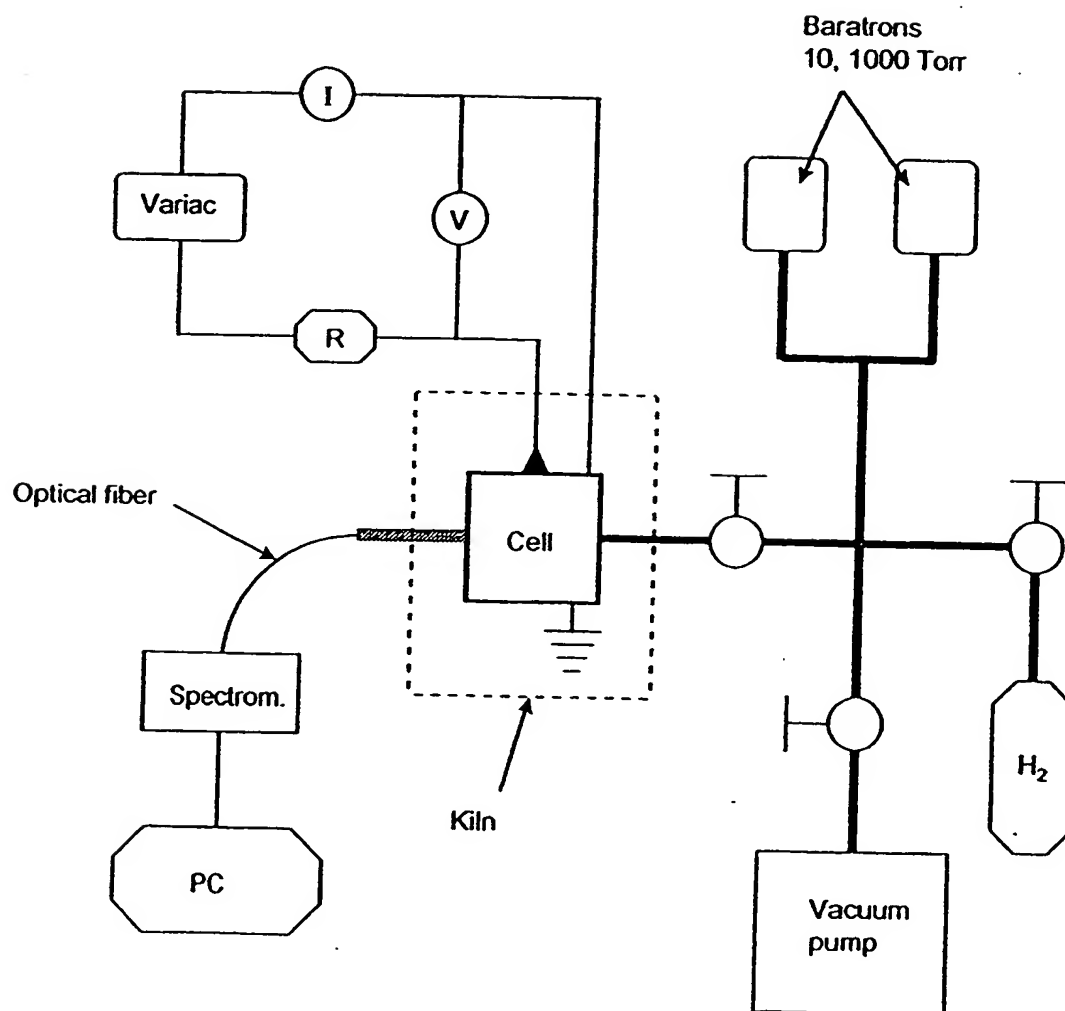 Baratrons
10, 1000 Torr
I
Variac
V
R
Optical fiber
Cell
Spectrom.
H₂
Kiln
PC
Vacuum
pump